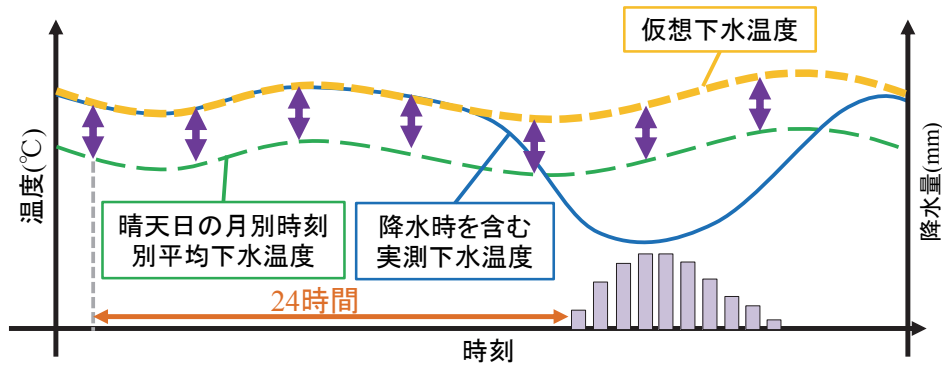 仮想下水温度
温度(℃)
降水量(mm)
晴天日の月別時刻
別平均下水温度
降水時を含む
実測下水温度
24時間
時刻